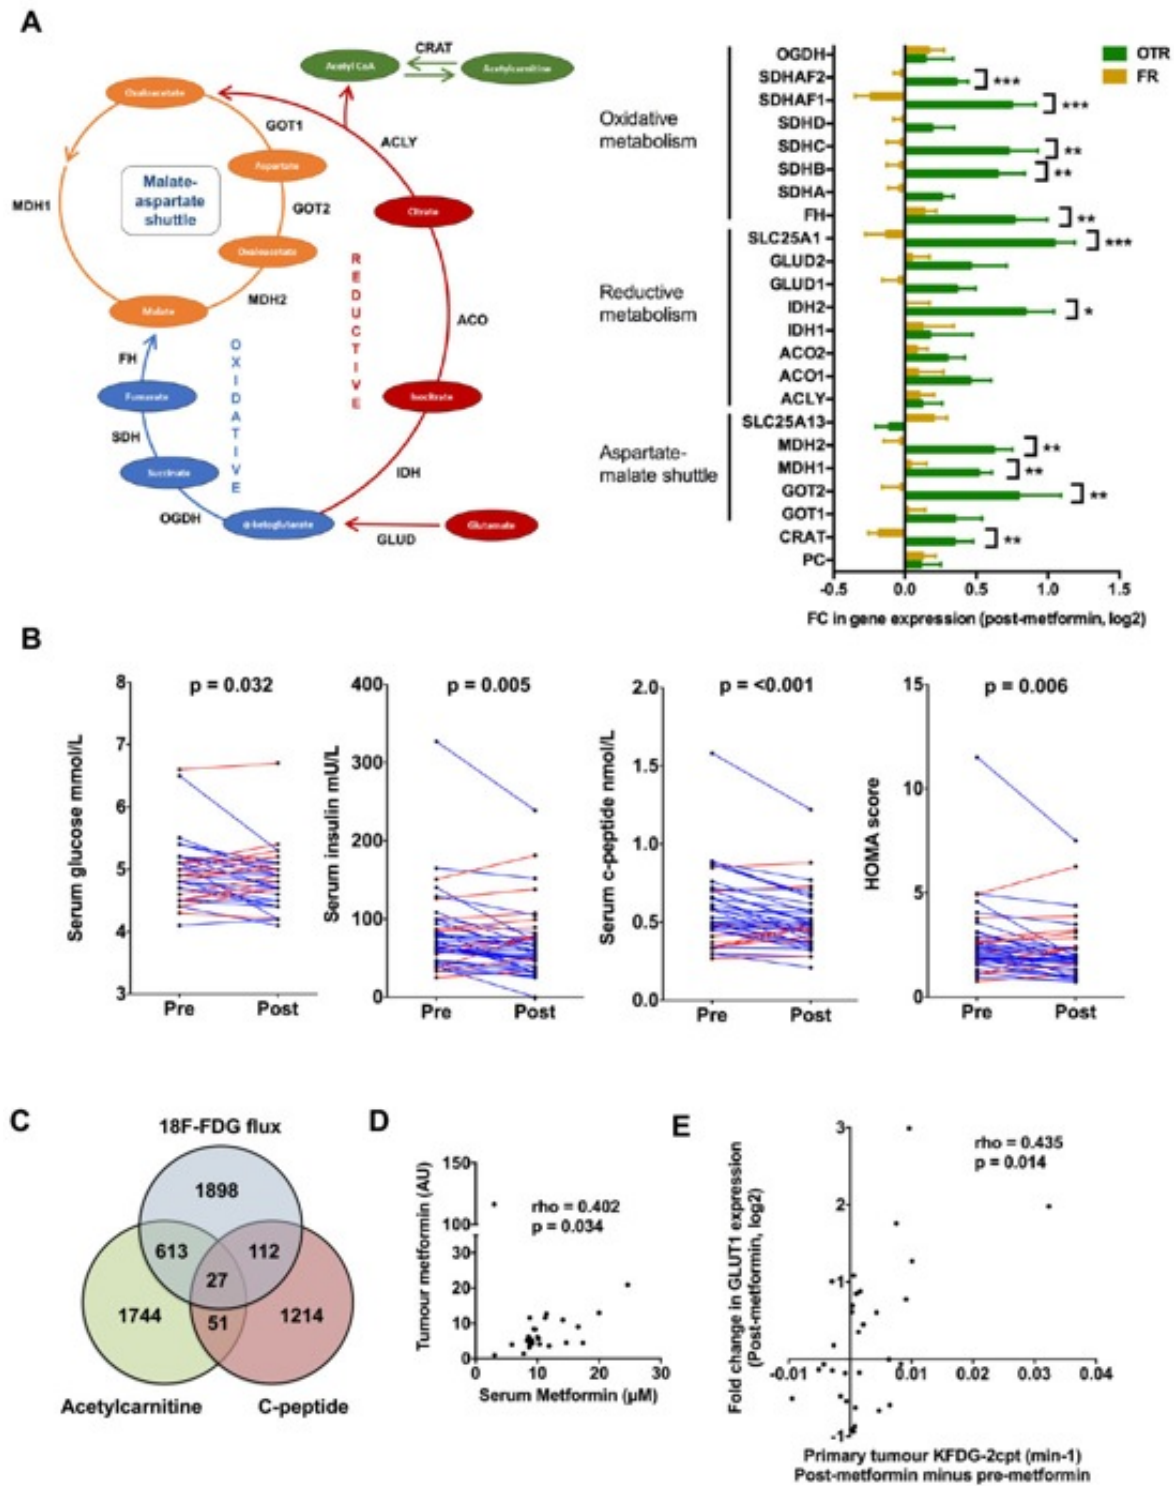 A
Acetyl CoA
CRAT
Acetylcarnitine
Oxaloacetate
GOT1
ACLY
Aspartate
Malate-
aspartate
shuttle
MDH1
GOT2
Citrate
Oxaloacetate
MDH2
Malate
REDUCTIVE
ACO
FH
OXIDATIVE
Fumarate
Isocitrate
SDH
Succinate
IDH
OGDH
α-ketoglutarate
Glutamate
GLUD
Oxidative
metabolism
Reductive
metabolism
Aspartate-
malate shuttle
OGDH
SDHAF2 ***
SDHAF1 ***
SDHD
SDHC **
SDHB **
SDHA
FH **
SLC25A1 ***
GLUD2
GLUD1
IDH2 *
IDH1
ACO2
ACO1
ACLY
SLC25A13
MDH2 **
MDH1 **
GOT2 **
GOT1
CRAT **
PC
OTR
FR
-0.5 0.0 0.5 1.0 1.5
FC in gene expression (post-metformin, log2)
B
p = 0.032
Serum glucose mmol/L
8
7
6
5
4
3
Pre Post
p = 0.005
Serum insulin mU/L
400
300
200
100
0
Pre Post
p = <0.001
Serum c-peptide nmol/L
2.0
1.5
1.0
0.5
0.0
Pre Post
p = 0.006
HOMA score
15
10
5
0
Pre Post
C
18F-FDG flux
1898
613 112
27
1744 51 1214
Acetylcarnitine C-peptide
D
Tumour metformin (AU)
150
100
30
20
10
0
rho = 0.402
p = 0.034
0 10 20 30
Serum Metformin (µM)
E
Fold change in GLUT1 expression
(Post-metformin, log2)
3
2
1
-1
rho = 0.435
p = 0.014
-0.01 0.01 0.02 0.03 0.04
Primary tumour KFDG-2cpt (min-1)
Post-metformin minus pre-metformin